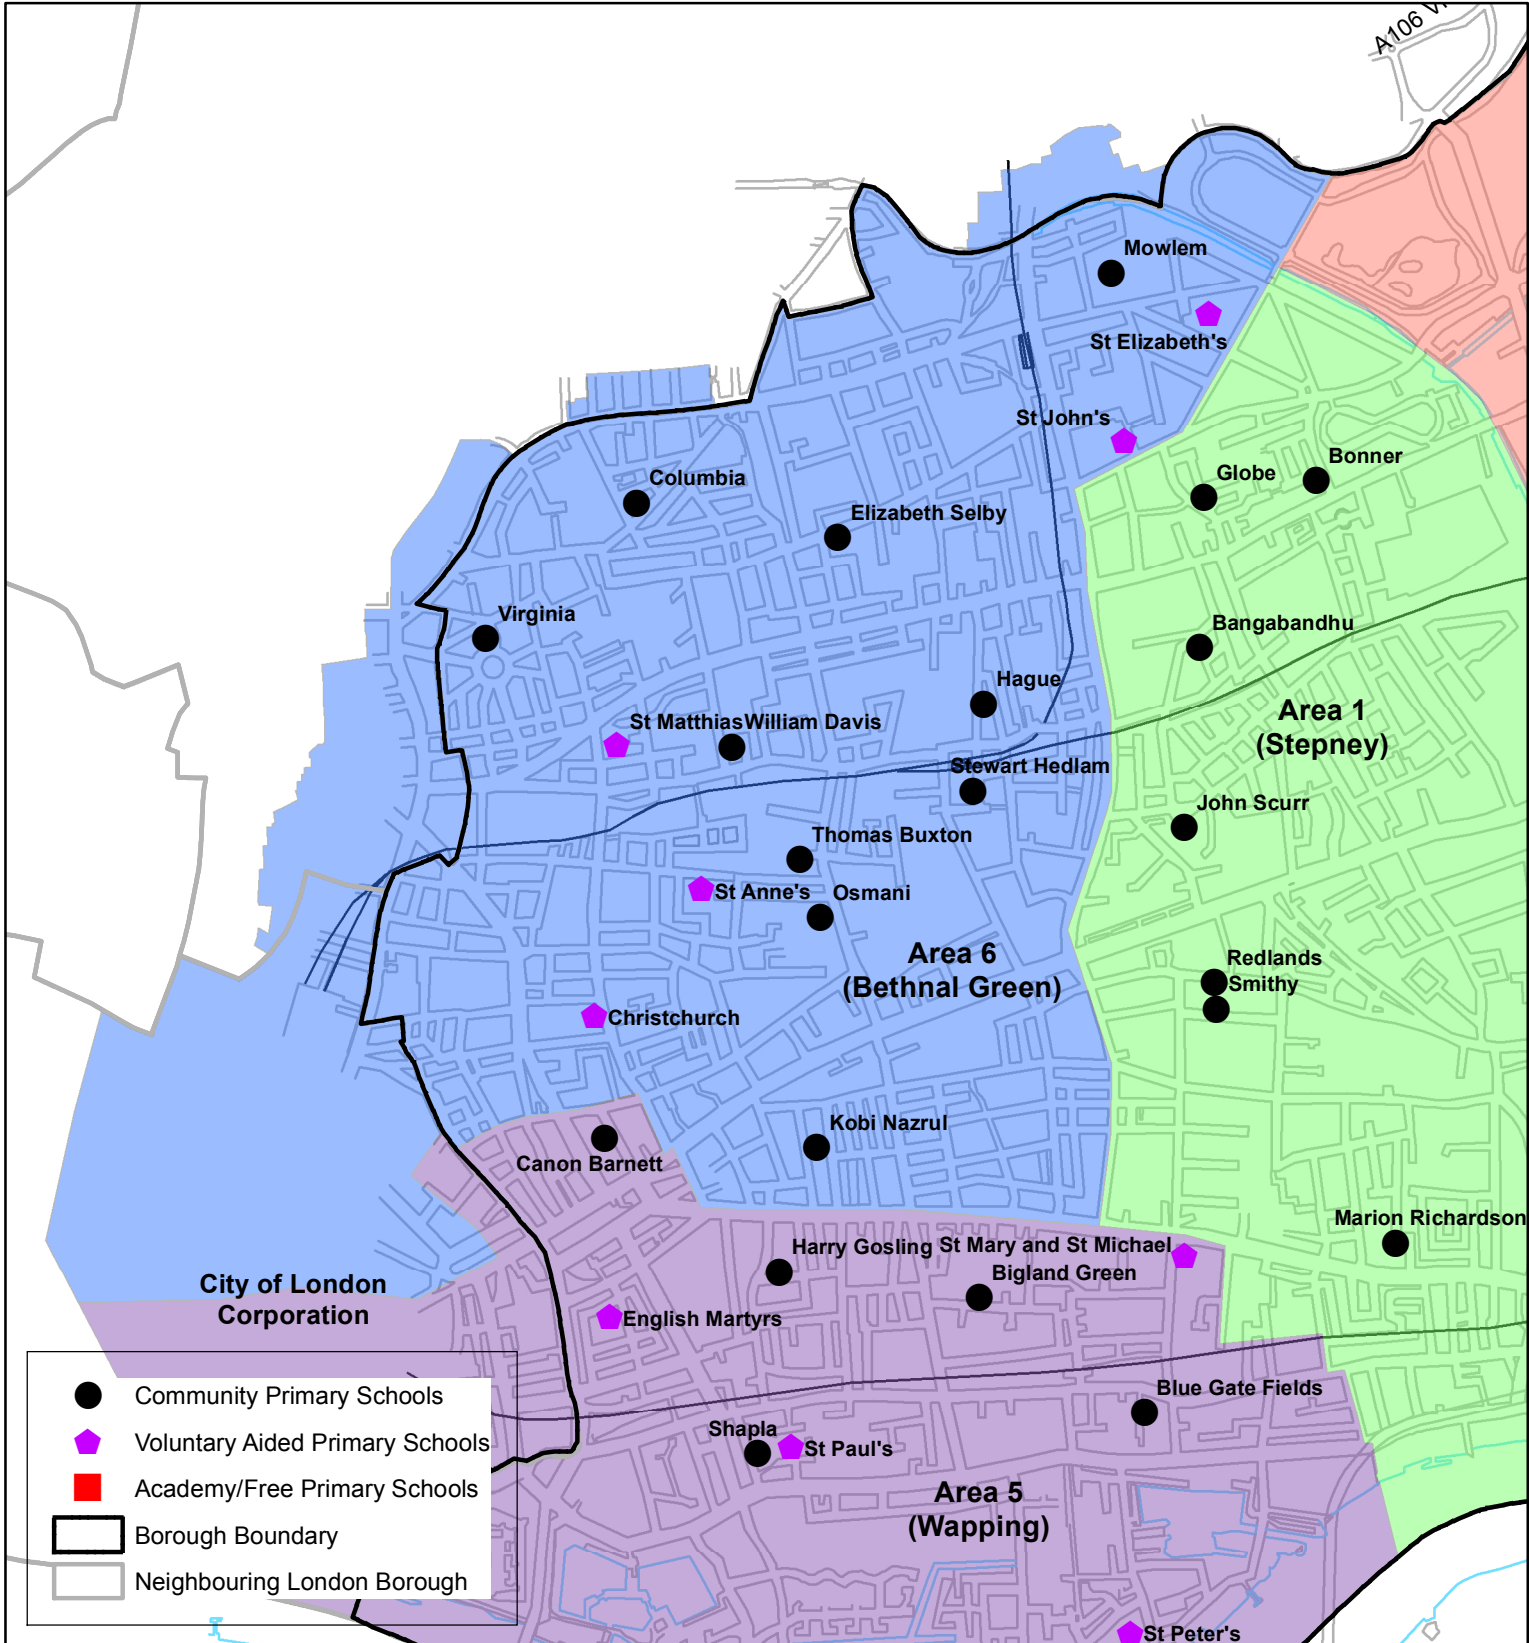 A106
Mowlem
St Elizabeth's
St John's
Columbia
Bonner
Globe
Elizabeth Selby
Virginia
Bangabandhu
Hague
Area 1
(Stepney)
St Matthias
William Davis
Stewart Hedlam
John Scurr
Thomas Buxton
St Anne's
Osmani
Area 6
(Bethnal Green)
Redlands
Smithy
Christchurch
Kobi Nazrul
Canon Barnett
Marion Richardson
Harry Gosling
St Mary and St Michael
Bigland Green
City of London
Corporation
English Martyrs
Blue Gate Fields
Shapla
St Paul's
Area 5
(Wapping)
St Peter's
Community Primary Schools
Voluntary Aided Primary Schools
Academy/Free Primary Schools
Borough Boundary
Neighbouring London Borough